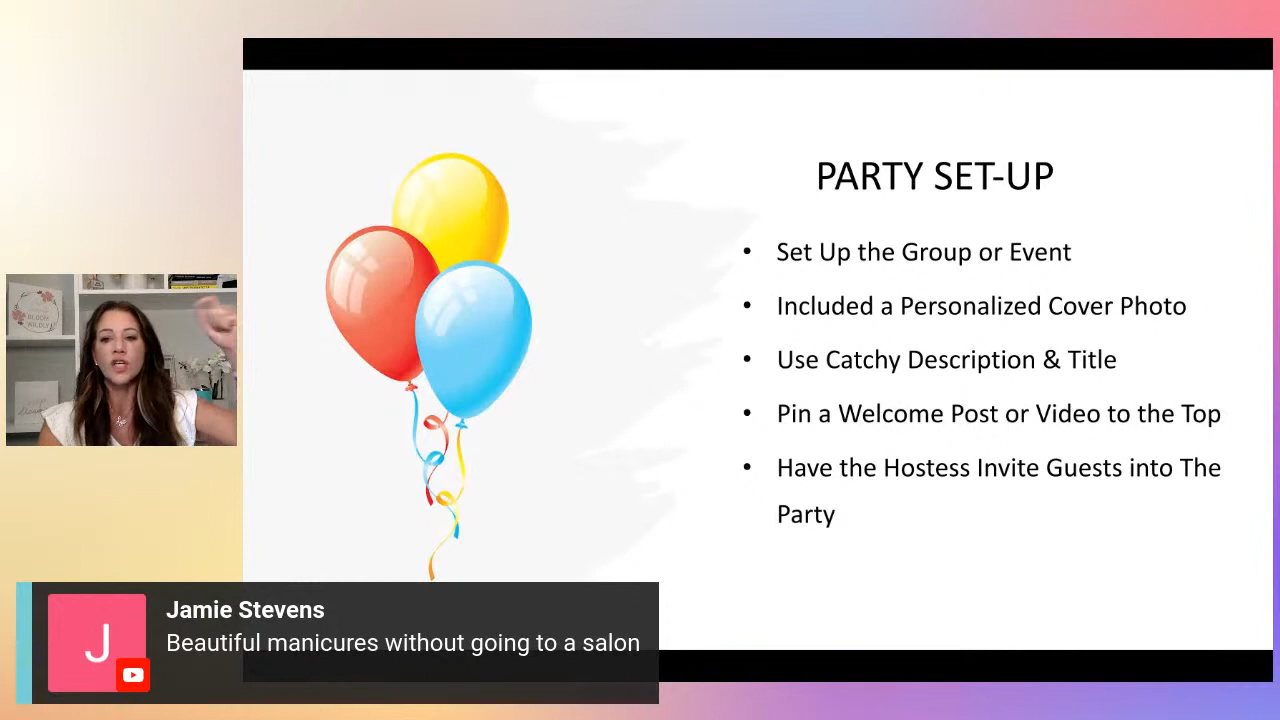 PARTY SET-UP
• Set Up the Group or Event
• Included a Personalized Cover Photo
• Use Catchy Description & Title
• Pin a Welcome Post or Video to the Top
• Have the Hostess Invite Guests into The
Party
BLOOM
WILDLY
J
Jamie Stevens
Beautiful manicures without going to a salon